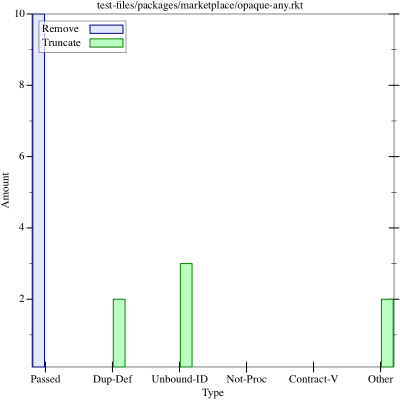 test-files/packages/marketplace/opaque-any.rkt
Remove
Truncate
10
8
6
4
2
Amount
Passed Dup-Def Unbound-ID Not-Proc Contract-V Other
Type